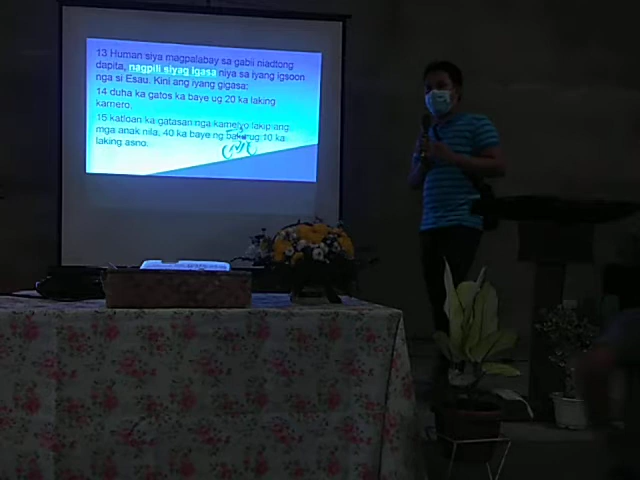 13 Human siya magpalabay sa gabii niadtong
dapita, nagpili siyag igasa niya sa iyang igsoon
nga si Esau. Kini ang iyang gigasa:
14 duha ka gatos ka baye ug 20 ka laking
karnero,
15 katloan ka gatasan nga kamelyo lakip ang
mga anak nila, 40 ka baye ng baka ug 10 ka
laking asno.